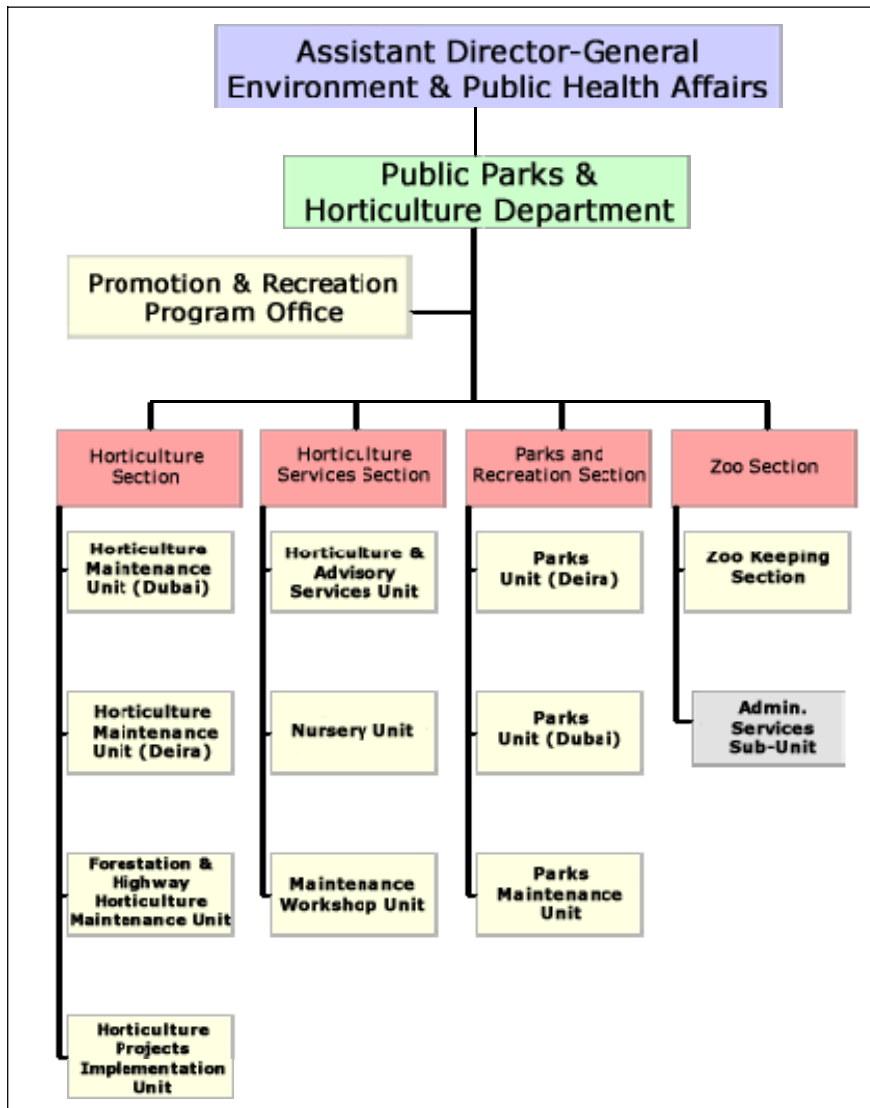 Assistant Director-General
Environment & Public Health Affairs
Public Parks &
Horticulture Department
Promotion & Recreation
Program Office
Horticulture
Section
Horticulture
Services Section
Parks and
Recreation Section
Zoo Section
Horticulture
Maintenance
Unit (Dubai)
Horticulture &
Advisory
Services Unit
Parks
Unit (Deira)
Zoo Keeping
Section
Horticulture
Maintenance
Unit (Deira)
Nursery Unit
Parks
Unit (Dubai)
Admin.
Services
Sub-Unit
Forestation &
Highway
Horticulture
Maintenance Unit
Maintenance
Workshop Unit
Parks
Maintenance
Unit
Horticulture
Projects
Implementation
Unit